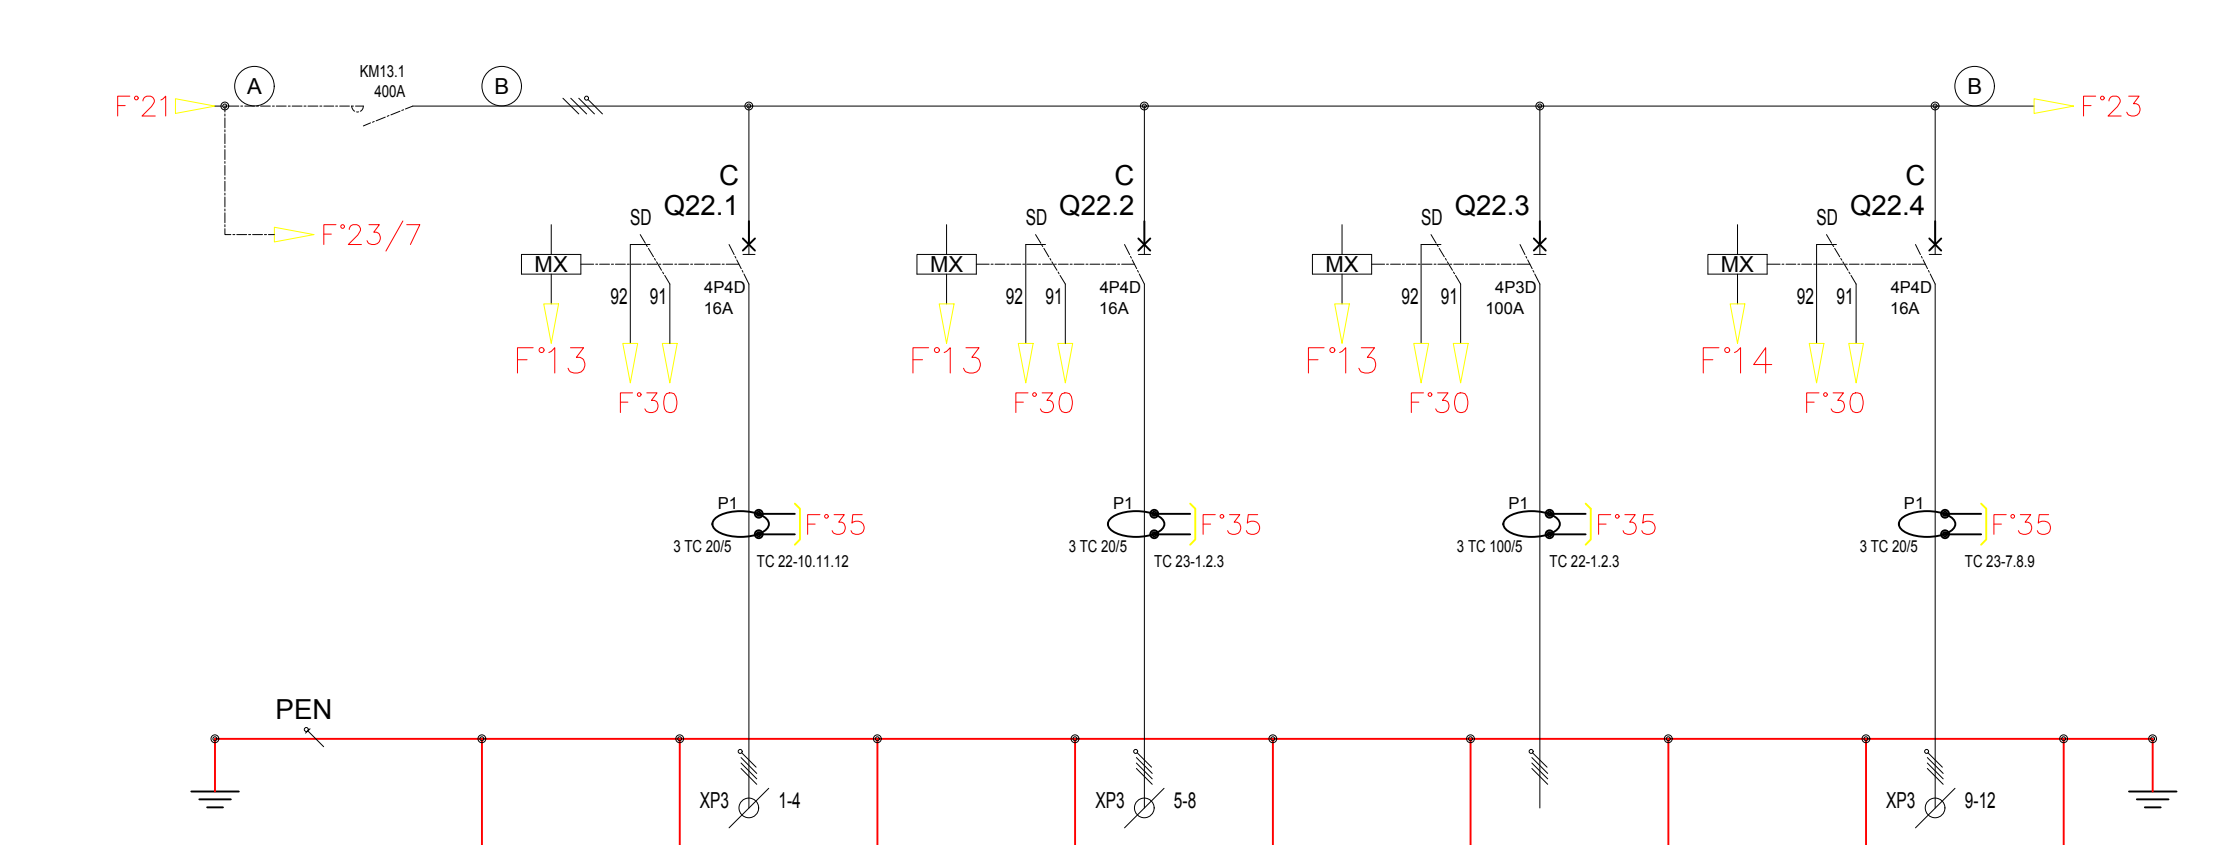 KM13.1
400A
A
B
B
F°21
F°23
F°23/7
C
Q22.1
SD
MX
92
91
4P4D
16A
F°13
F°30
C
Q22.2
SD
MX
92
91
4P4D
16A
F°13
F°30
Q22.3
SD
MX
92
91
4P3D
100A
F°13
F°30
C
Q22.4
SD
MX
92
91
4P4D
16A
F°14
F°30
P1
F°35
3 TC 20/5
TC 22-10.11.12
P1
F°35
3 TC 20/5
TC 23-1.2.3
P1
F°35
3 TC 100/5
TC 22-1.2.3
P1
F°35
3 TC 20/5
TC 23-7.8.9
PEN
XP3
1-4
XP3
5-8
XP3
9-12